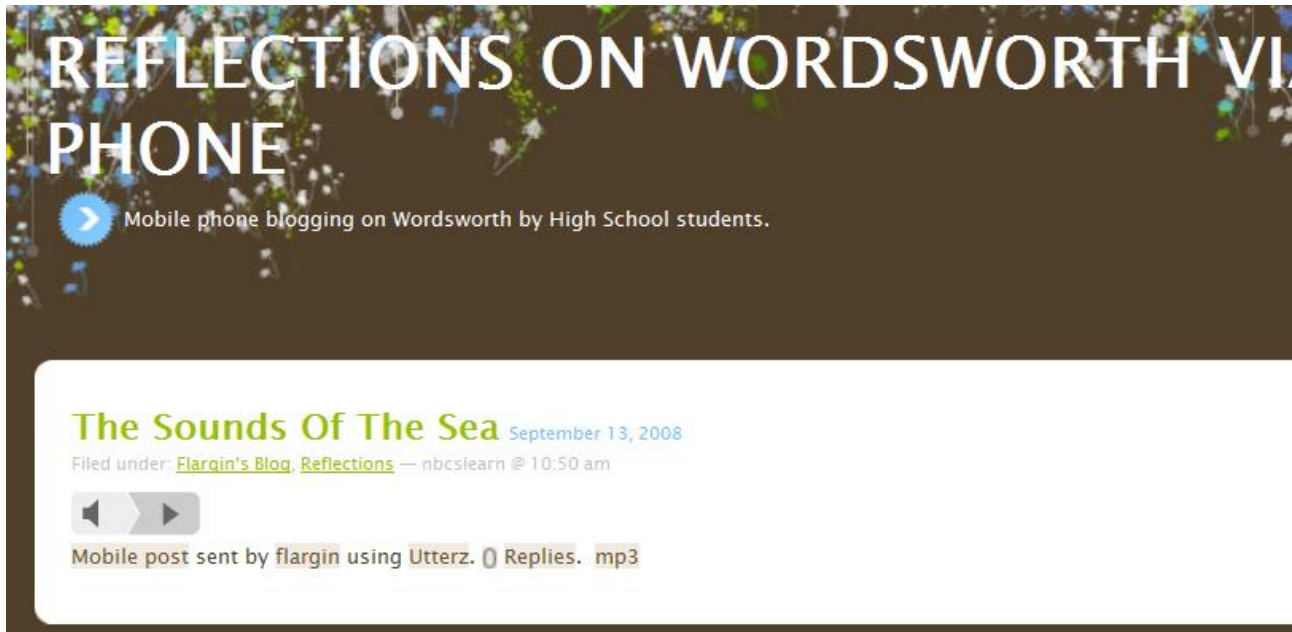 REFLECTIONS ON WORDSWORTH VIA
PHONE
Mobile phone blogging on Wordsworth by High School students.
The Sounds Of The Sea September 13, 2008
Filed under: Flargin's Blog, Reflections — nbcslearn @ 10:50 am
Mobile post sent by flargin using Utterz. 0 Replies. mp3